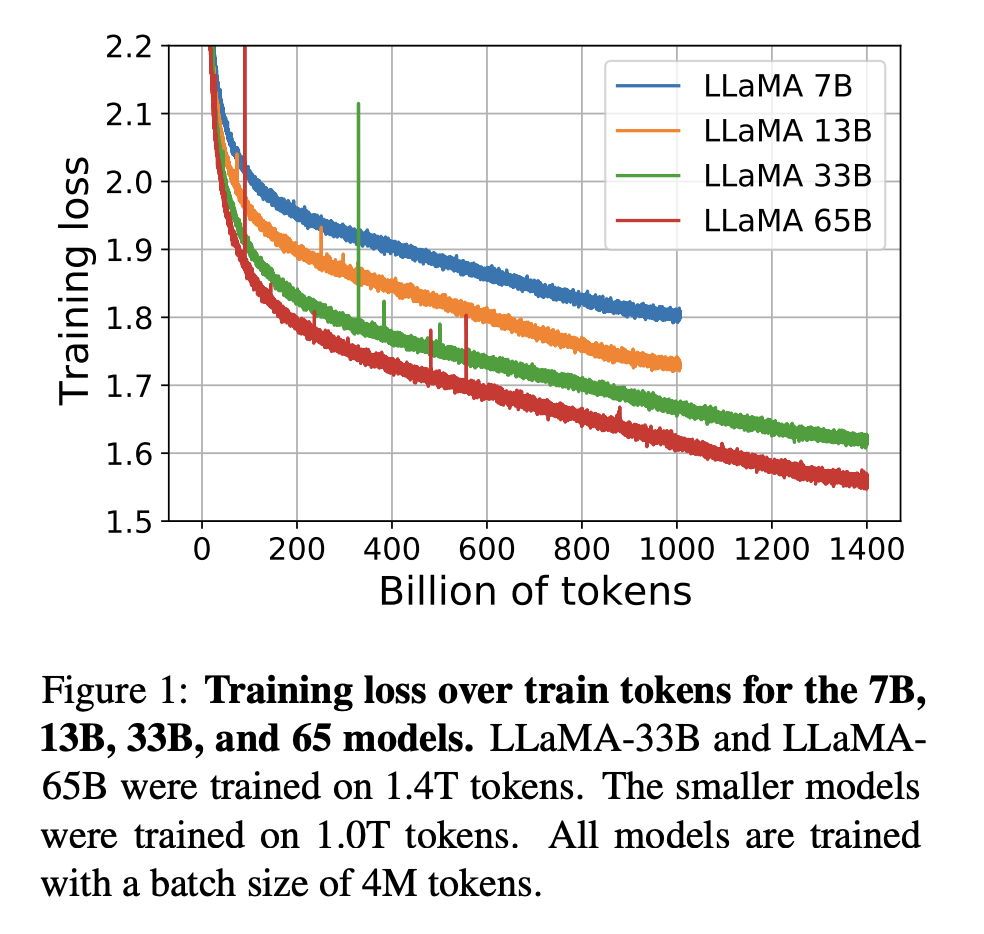 2.2
2.1
2.0
1.9
1.8
1.7
1.6
1.5
Training loss
LLaMA 7B
LLaMA 13B
LLaMA 33B
LLaMA 65B
0 200 400 600 800 1000 1200 1400
Billion of tokens
Figure 1: Training loss over train tokens for the 7B,
13B, 33B, and 65 models. LLaMA-33B and LLaMA-
65B were trained on 1.4T tokens. The smaller models
were trained on 1.0T tokens. All models are trained
with a batch size of 4M tokens.